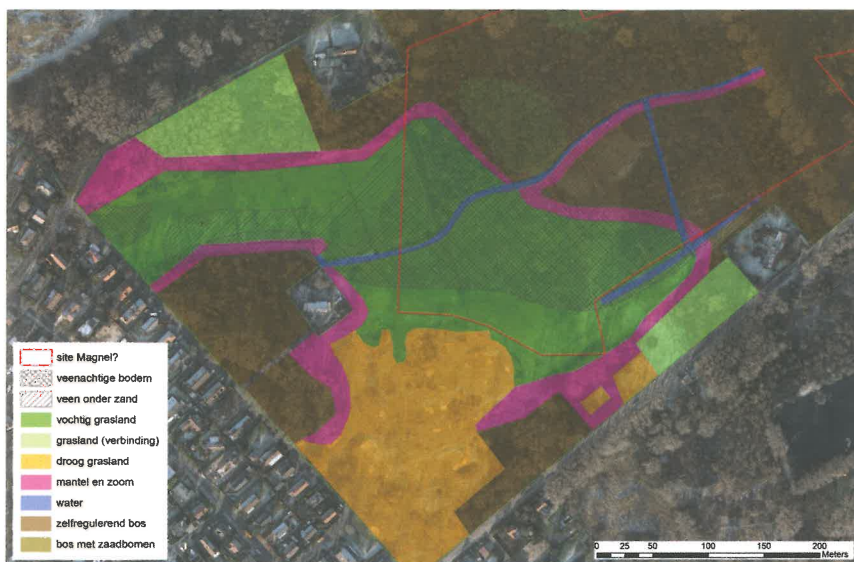 site Magnel?
veenachtige bodem
veen onder zand
vochtig grasland
grasland (verbinding)
droog grasland
mantel en zoom
water
zelfregulerend bos
bos met zaadbomen
0 25 50 100 150 200
Meters